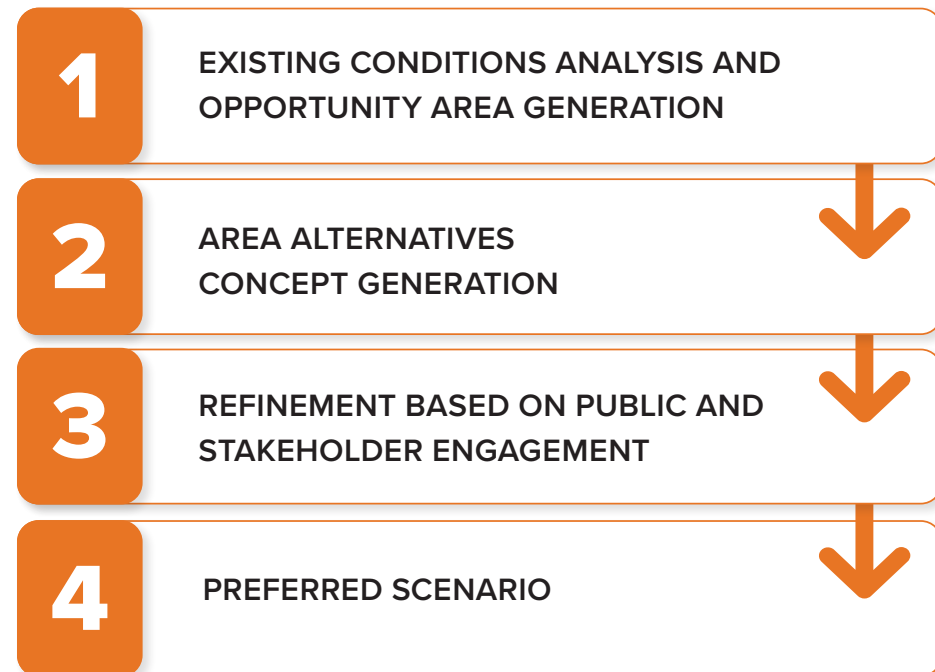 1
EXISTING CONDITIONS ANALYSIS AND
OPPORTUNITY AREA GENERATION
2
AREA ALTERNATIVES
CONCEPT GENERATION
3
REFINEMENT BASED ON PUBLIC AND
STAKEHOLDER ENGAGEMENT
4
PREFERRED SCENARIO